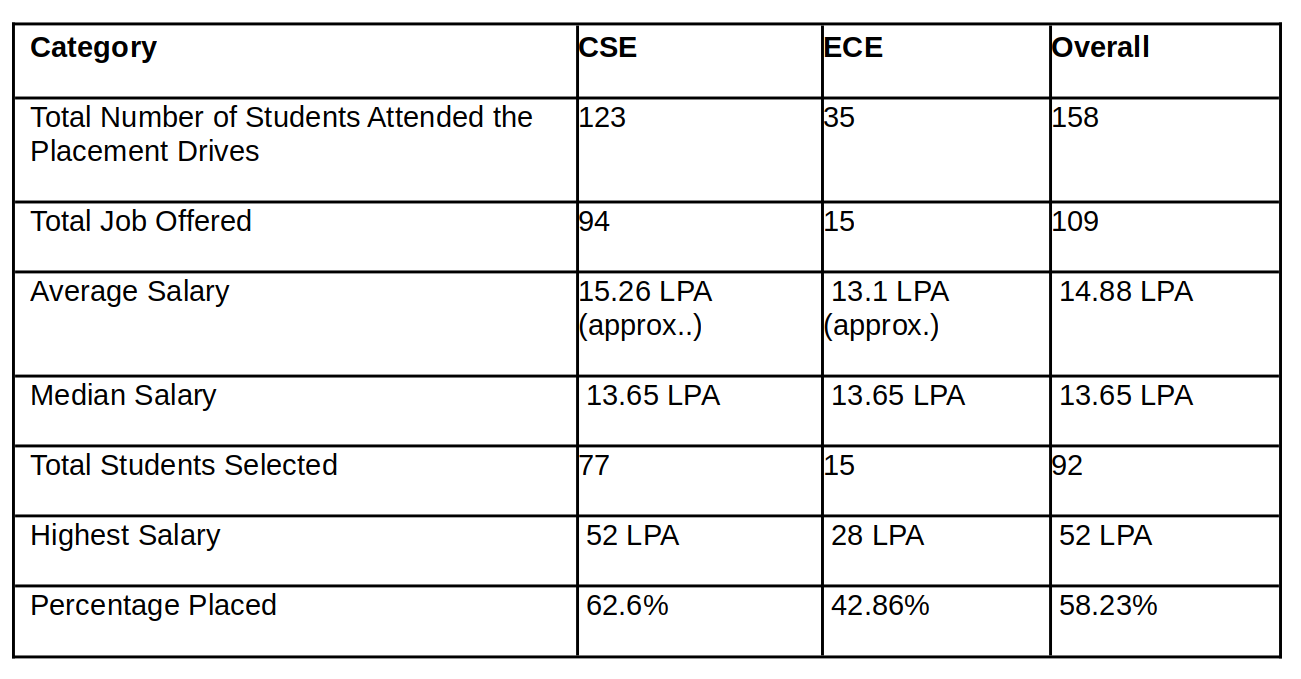 Category CSE ECE Overall
Total Number of Students Attended the 123 35 158
Placement Drives
Total Job Offered 94 15 109
Average Salary 15.26 LPA 13.1 LPA 14.88 LPA
(approx..) (approx.)
Median Salary 13.65 LPA 13.65 LPA 13.65 LPA
Total Students Selected 77 15 92
Highest Salary 52 LPA 28 LPA 52 LPA
Percentage Placed 62.6% 42.86% 58.23%